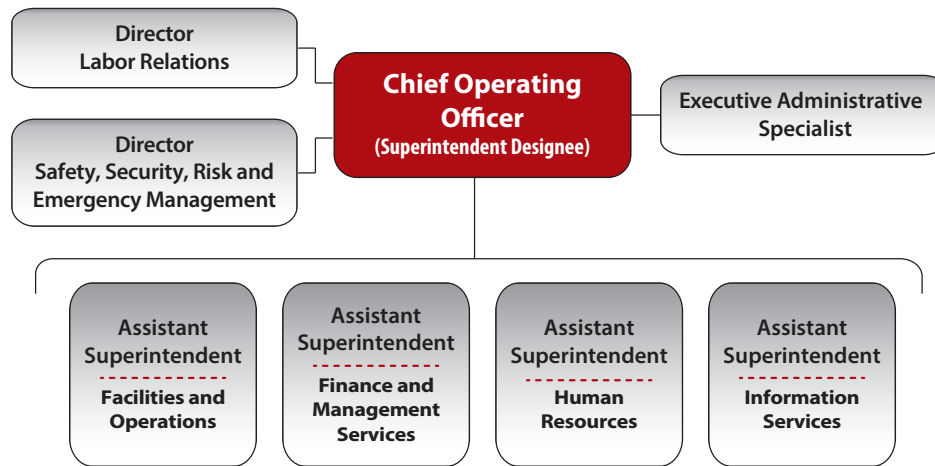 Director
Labor Relations
Chief Operating
Officer
(Superintendent Designee)
Executive Administrative
Specialist
Director
Safety, Security, Risk and
Emergency Management
Assistant
Superintendent
Facilities and
Operations
Assistant
Superintendent
Finance and
Management
Services
Assistant
Superintendent
Human
Resources
Assistant
Superintendent
Information
Services